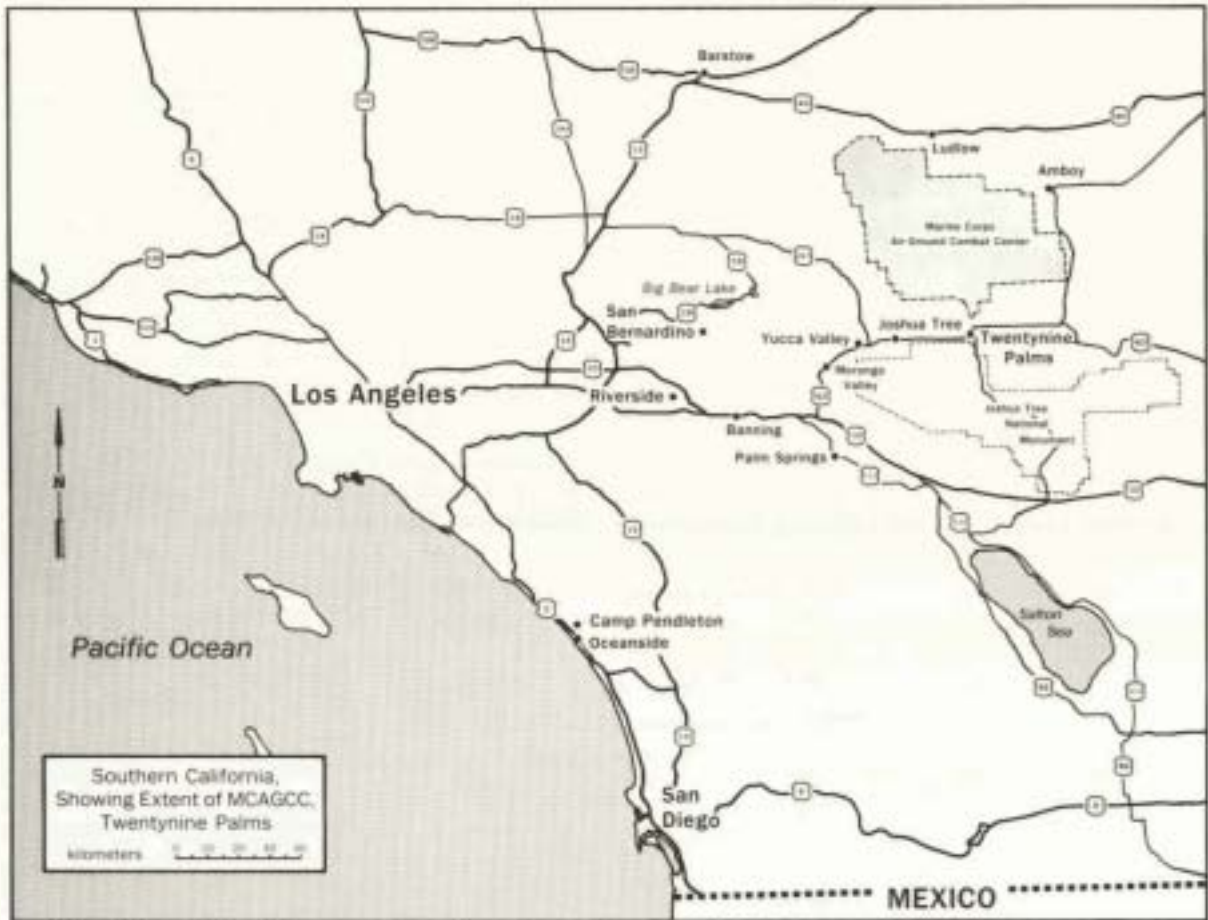 Barstow
Ludlow
Amboy
Marine Corps
Air-Ground Combat Center
Big Bear Lake
San
Bernardino
Yucca Valley
Joshua Tree
Twentynine
Palms
Morongo
Valley
Los Angeles
Riverside
Banning
Joshua Tree
National
Monument
Palm Springs
N
Camp Pendleton
Oceanside
Salton
Sea
Pacific Ocean
Southern California,
Showing Extent of MCAGCC,
Twentynine Palms
kilometers
San
Diego
MEXICO